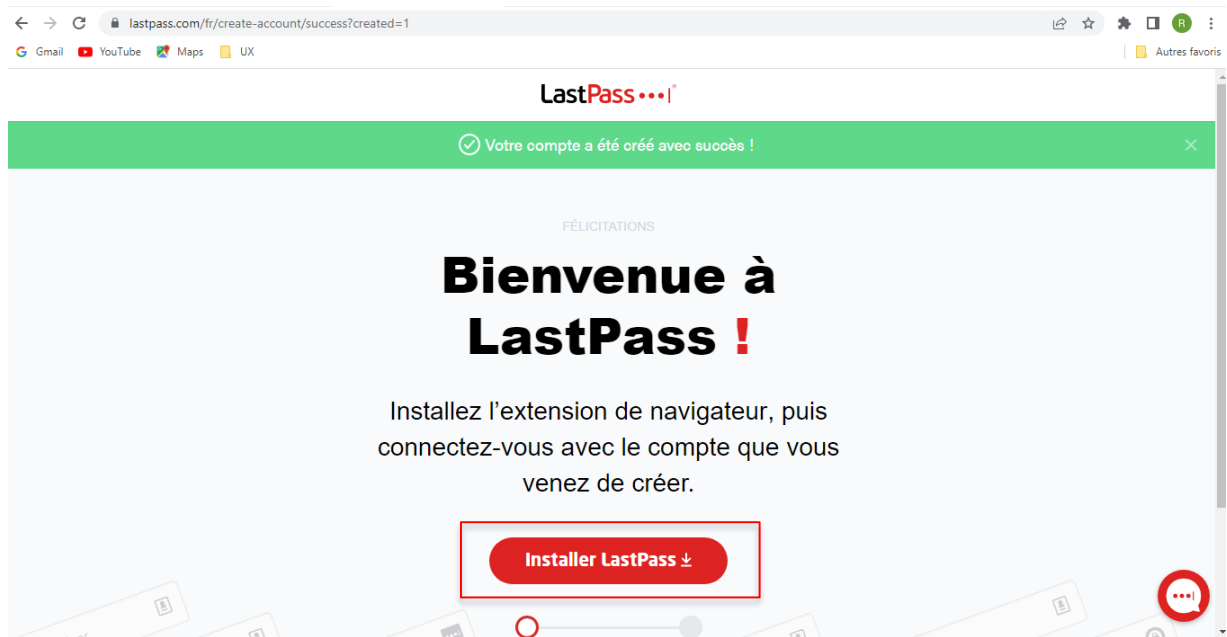 lastpass.com/fr/create-account/success?created=1
R
Gmail YouTube Maps UX Autres favoris
LastPass
Votre compte a été créé avec succès !
FÉLICITATIONS
Bienvenue à
LastPass !
Installez l'extension de navigateur, puis
connectez-vous avec le compte que vous
venez de créer.
Installer LastPass